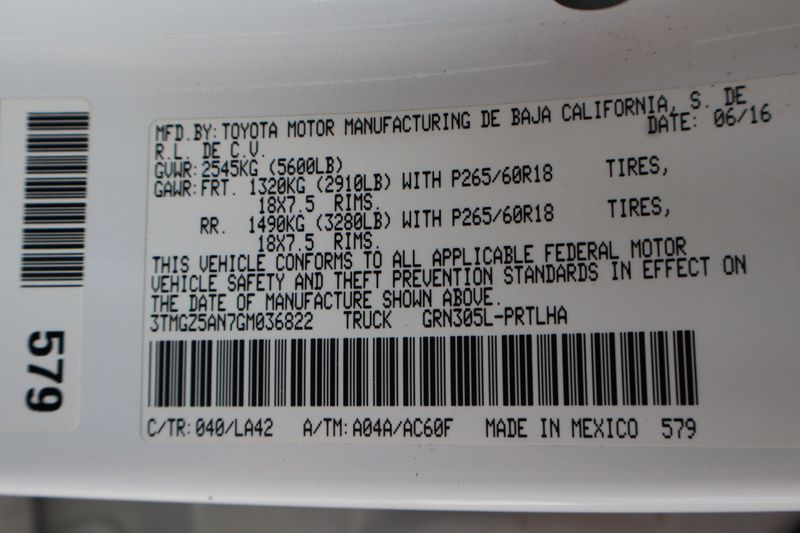 MFD. BY: TOYOTA MOTOR MANUFACTURING DE BAJA CALIFORNIA, S. DE
R.L. DE C.V. DATE: 06/16
GVWR: 2545KG (5600LB)
GAWR: FRT. 1320KG (2910LB) WITH P265/60R18 TIRES,
18X7.5 RIMS.
RR. 1490KG (3280LB) WITH P265/60R18 TIRES,
18X7.5 RIMS.
THIS VEHICLE CONFORMS TO ALL APPLICABLE FEDERAL MOTOR
VEHICLE SAFETY AND THEFT PREVENTION STANDARDS IN EFFECT ON
THE DATE OF MANUFACTURE SHOWN ABOVE.
3TMGZ5AN7GM036822 TRUCK GRN305L-PRTLHA
C/TR: 040/LA42 A/TM: A04A/AC60F MADE IN MEXICO 579
579